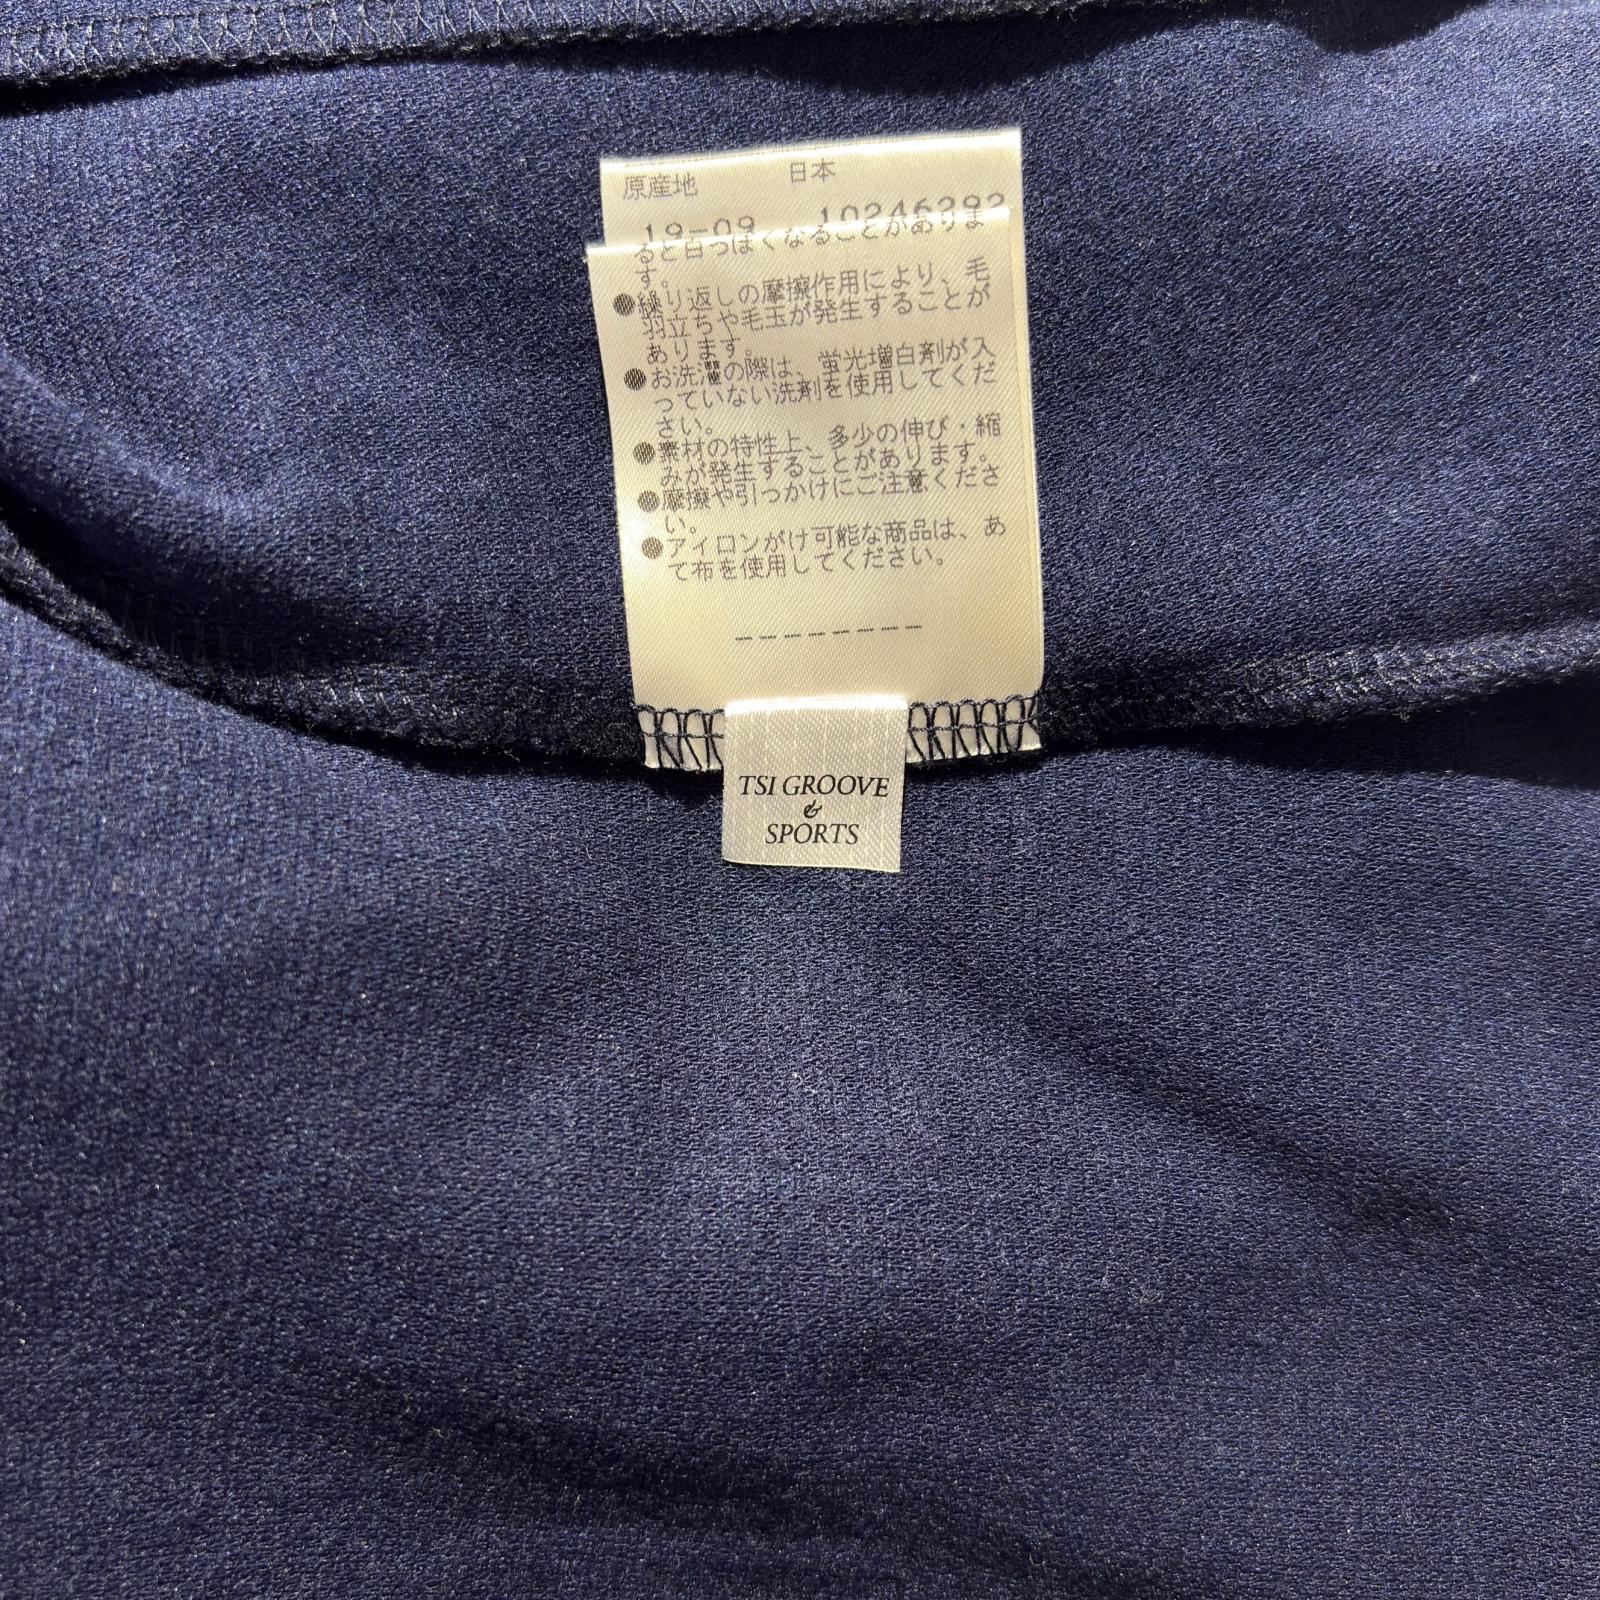 原産地 日本
19-09 10246292
ると白っぽくなることがありま
す。
●繰り返しの摩擦作用により、毛
羽立ちや毛玉が発生することが
あります。
●お洗濯の際は、蛍光増白剤が入
っていない洗剤を使用してくだ
さい。
●素材の特性上、多少の伸び・縮
みが発生することがあります。
●摩擦や引っかけにご注意くださ
い。
●アイロンがけ可能な商品は、あ
て布を使用してください。
--------
TSI GROOVE
&
SPORTS